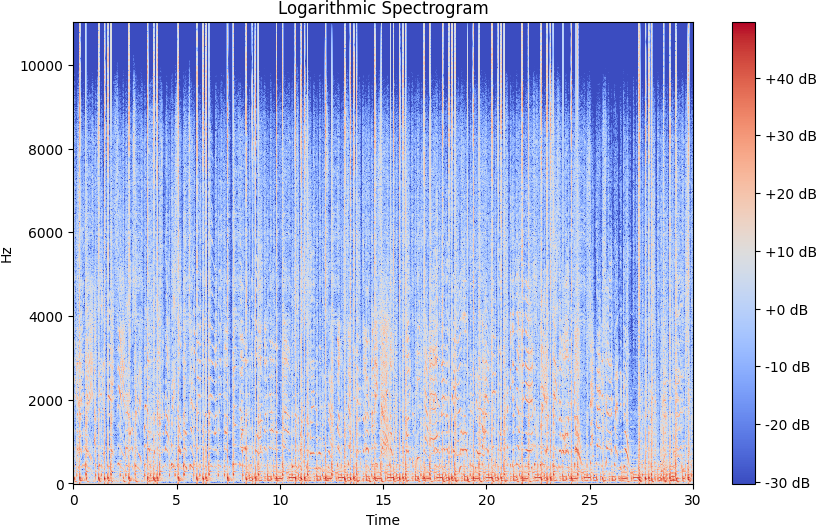 Logarithmic Spectrogram
Hz
10000
8000
6000
4000
2000
0
0 5 10 15 20 25 30
Time
+40 dB
+30 dB
+20 dB
+10 dB
+0 dB
-10 dB
-20 dB
-30 dB